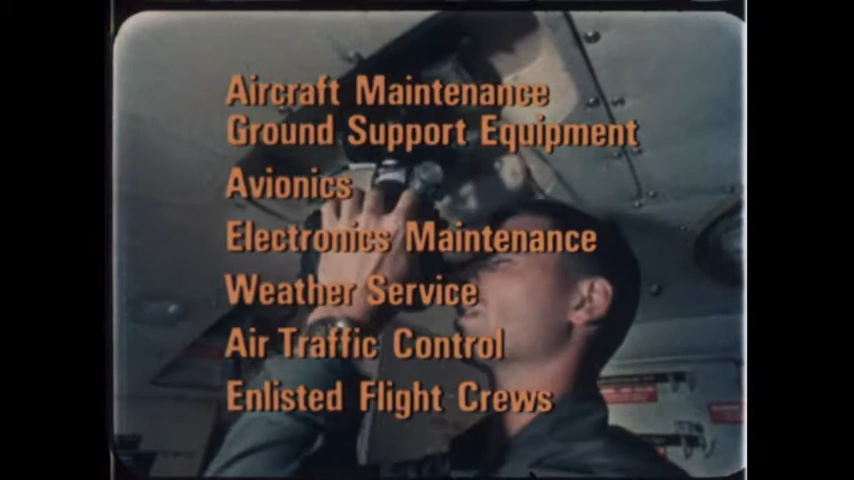 Aircraft Maintenance
Ground Support Equipment
Avionics
Electronics Maintenance
Weather Service
Air Traffic Control
Enlisted Flight Crews